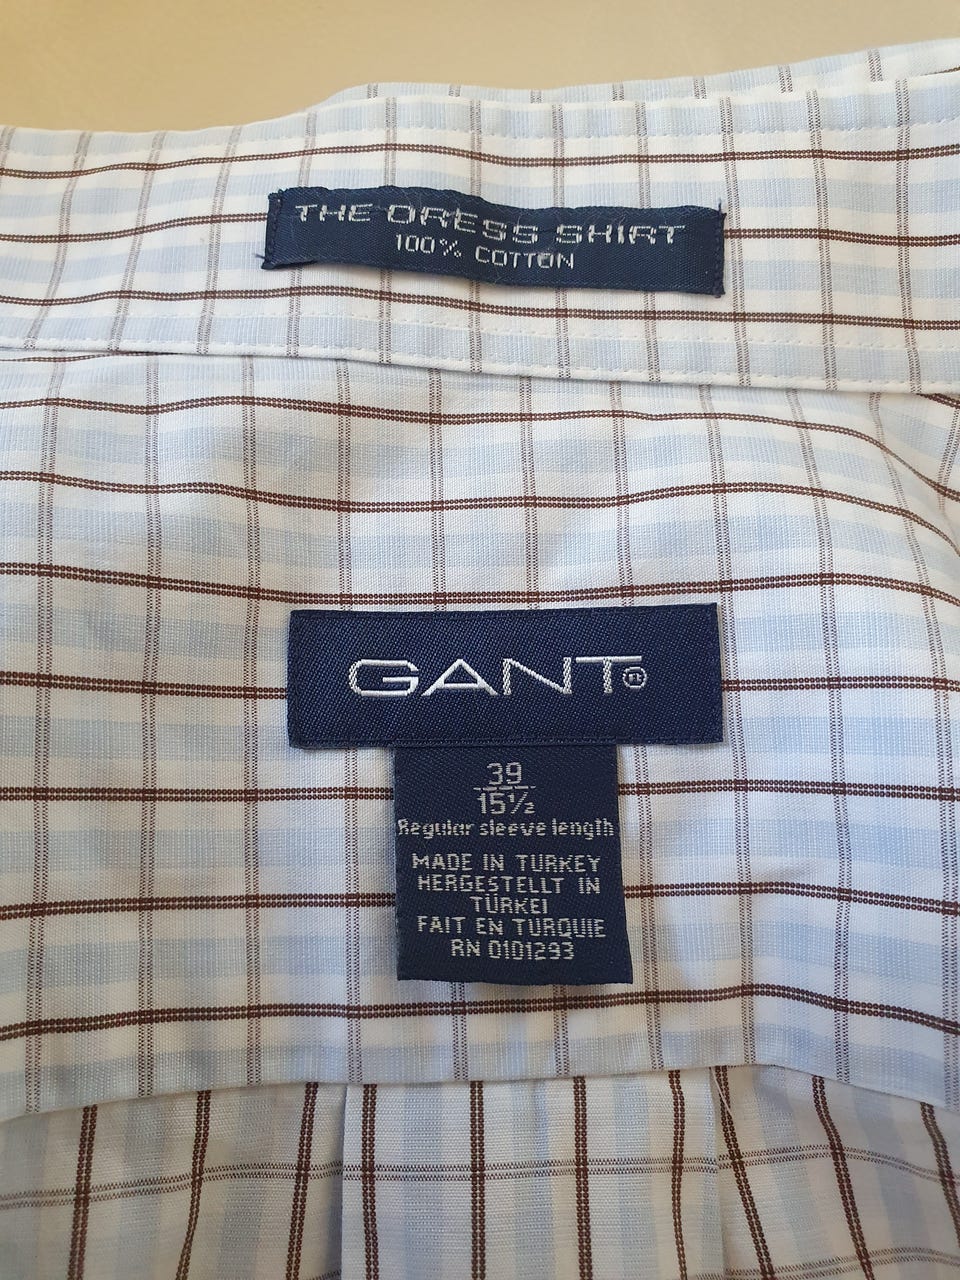 THE DRESS SHIRT
100% COTTON
GANT®
39
15½
Regular sleeve length
MADE IN TURKEY
HERGESTELLT IN
TÜRKEI
FAIT EN TURQUIE
RN 0101293